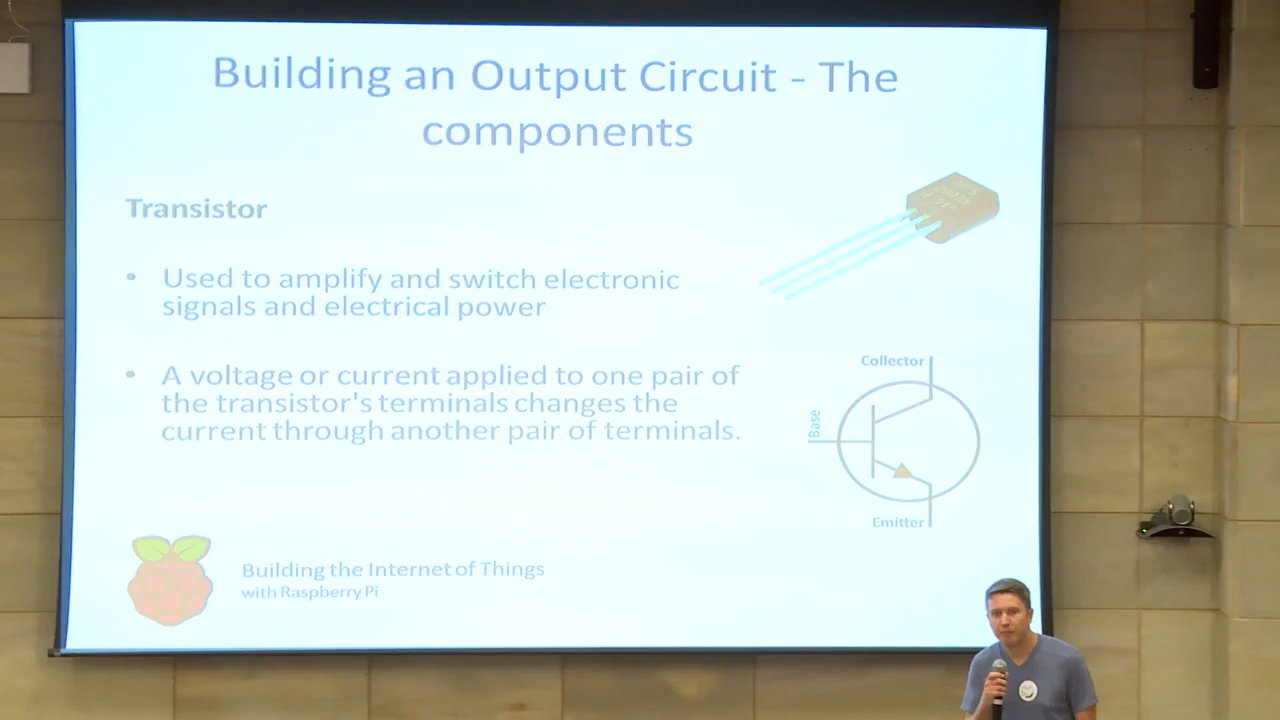 Building an Output Circuit - The
components
Transistor
• Used to amplify and switch electronic
signals and electrical power
• A voltage or current applied to one pair of
the transistor's terminals changes the
current through another pair of terminals.
Collector
Base
Emitter
Building the Internet of Things
with Raspberry Pi